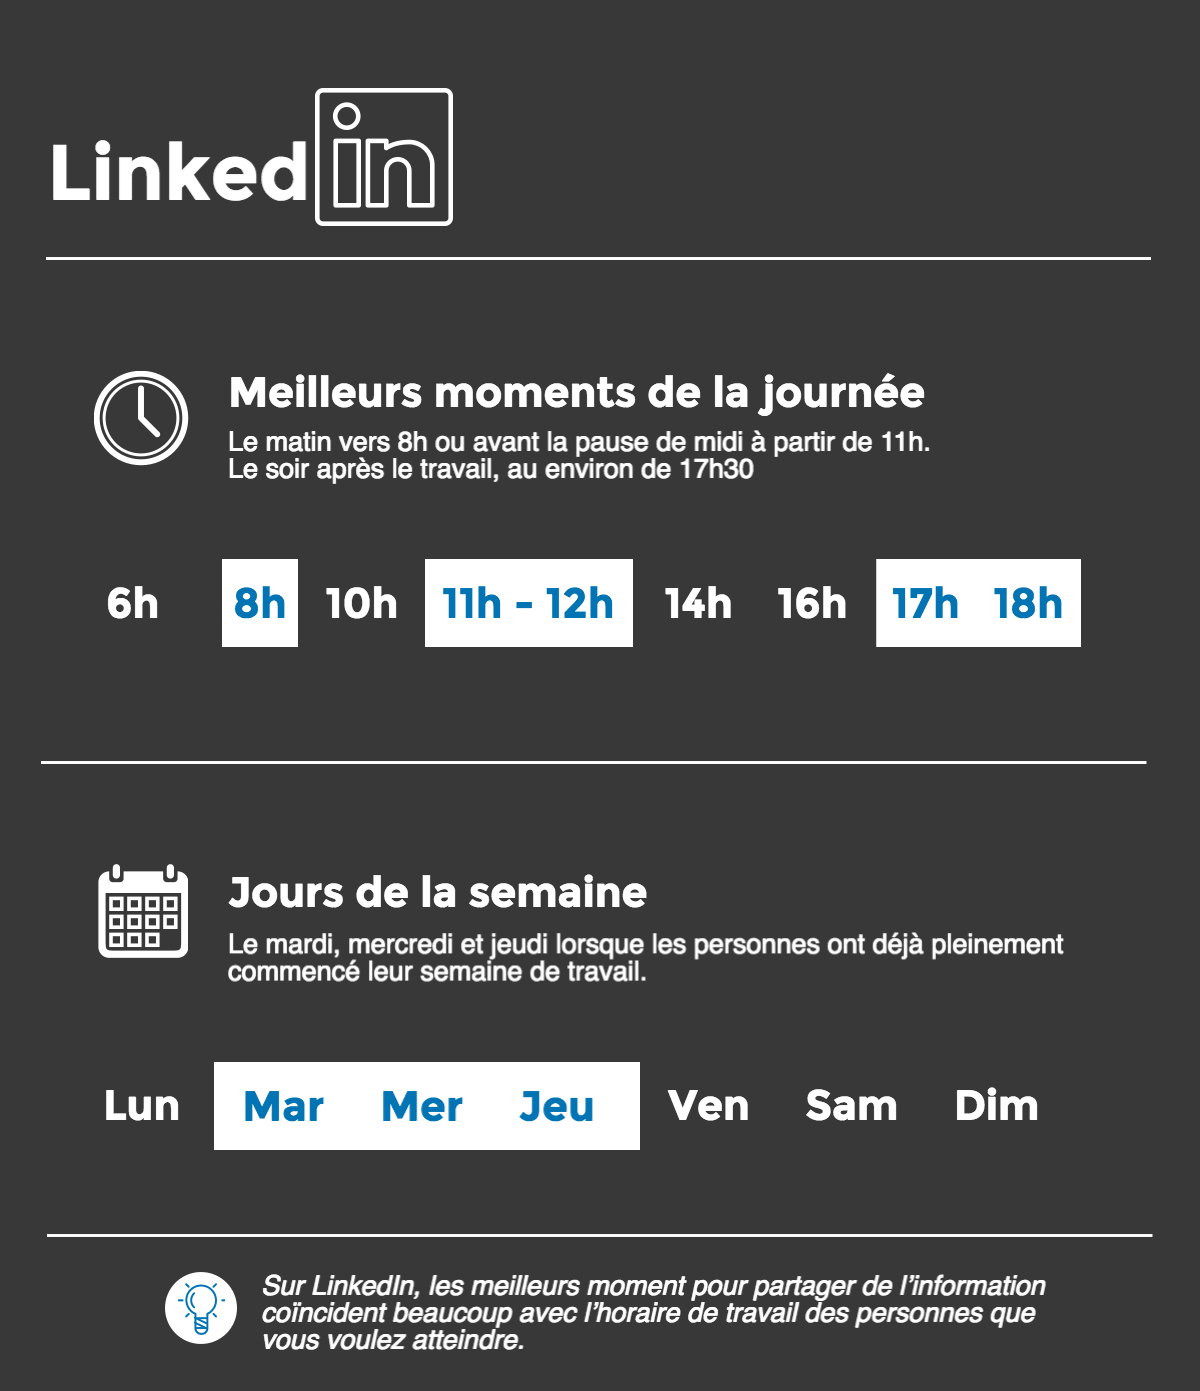 Linkedin
Meilleurs moments de la journée
Le matin vers 8h ou avant la pause de midi à partir de 11h.
Le soir après le travail, au environ de 17h30
6h 8h 10h 11h - 12h 14h 16h 17h 18h
Jours de la semaine
Le mardi, mercredi et jeudi lorsque les personnes ont déjà pleinement
commencé leur semaine de travail.
Lun Mar Mer Jeu Ven Sam Dim
Sur LinkedIn, les meilleurs moment pour partager de l'information
coïncident beaucoup avec l'horaire de travail des personnes que
vous voulez atteindre.